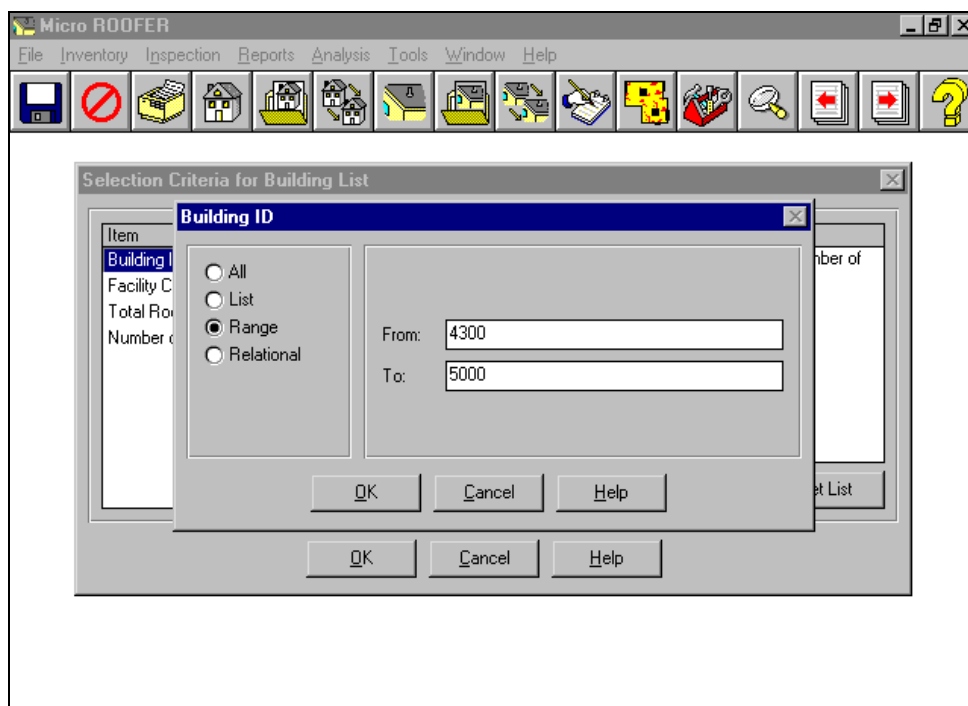 Micro ROOFER
File Inventory Inspection Reports Analysis Tools Window Help
Selection Criteria for Building List
Building ID
Item
Building I
Facility C
Total Roo
Number o
All
List
Range
Relational
From: 4300
To: 5000
OK Cancel Help
mber of
et List
OK Cancel Help